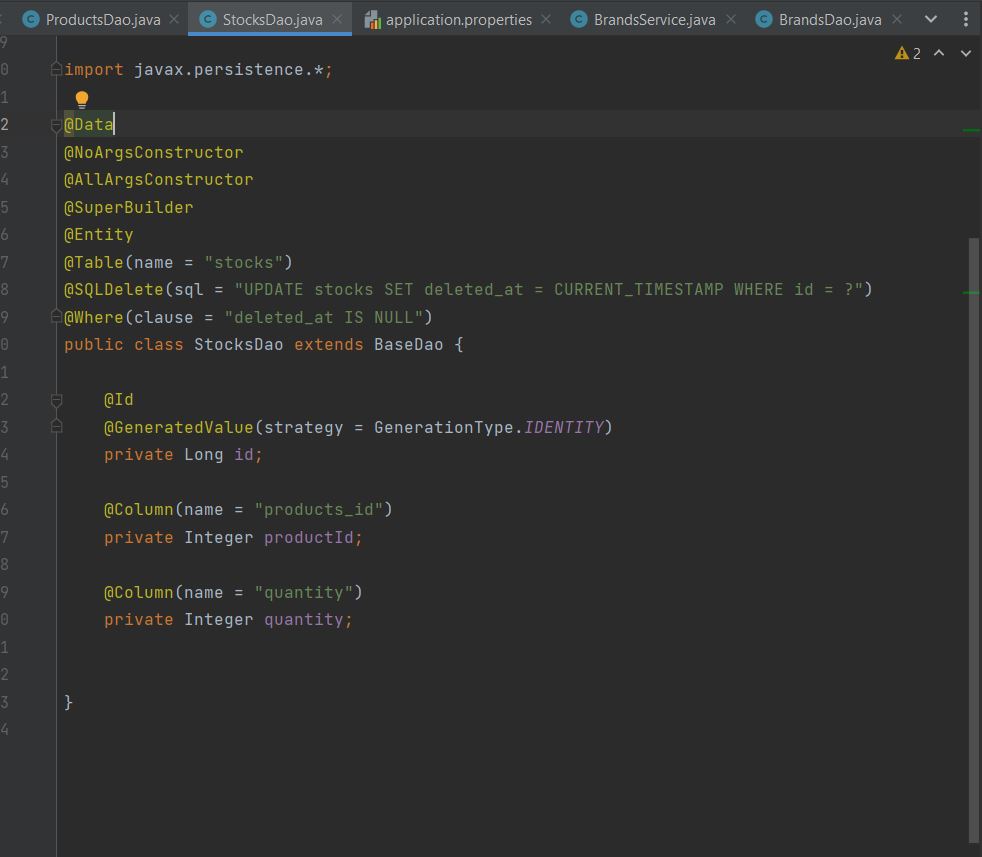 ProductsDao.java StocksDao.java application.properties BrandsService.java BrandsDao.java
9
2
0 import javax.persistence.*;
1
2 @Data
3 @NoArgsConstructor
4 @AllArgsConstructor
5 @SuperBuilder
6 @Entity
7 @Table(name = "stocks")
8 @SQLDelete(sql = "UPDATE stocks SET deleted_at = CURRENT_TIMESTAMP WHERE id = ?")
9 @Where(clause = "deleted_at IS NULL")
0 public class StocksDao extends BaseDao {
1
2 @Id
3 @GeneratedValue(strategy = GenerationType.IDENTITY)
4 private Long id;
5
6 @Column(name = "products_id")
7 private Integer productId;
8
9 @Column(name = "quantity")
0 private Integer quantity;
1
2
3 }
4